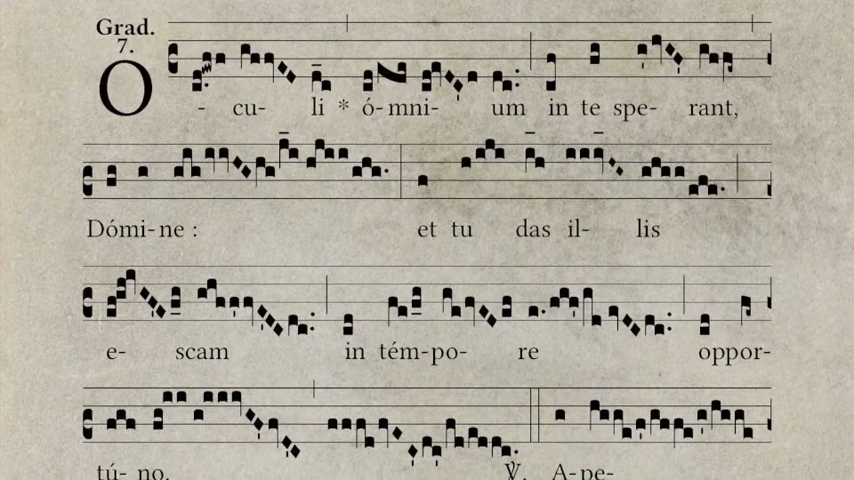 Grad.
7.
O - cu- li * ó-mni- um in te spe- rant,
Dómi-ne : et tu das il- lis
e- scam in tém-po- re oppor-
tú- no. ℣. A-pe-